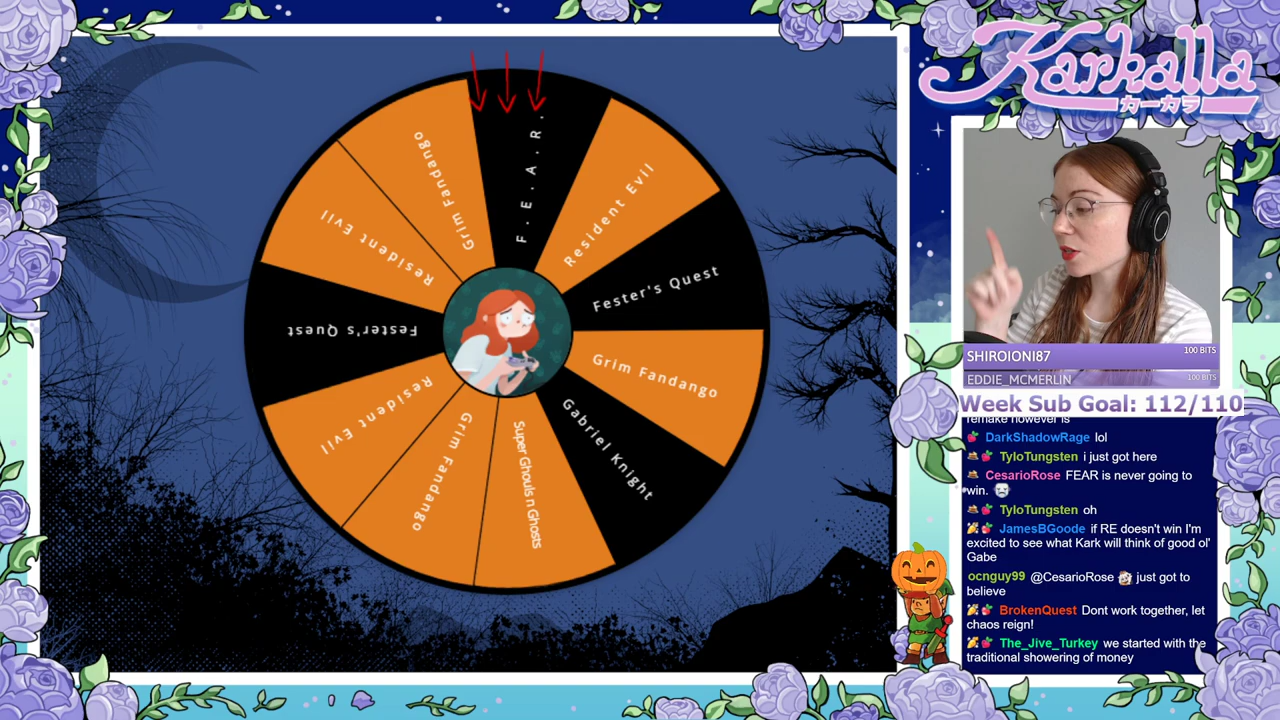 Karkalla
カーカラ
F.E.A.R.
Resident Evil
Fester's Quest
Grim Fandango
Gabriel Knight
Super Ghouls n Ghosts
Grim Fandango
Resident Evil
Fester's Quest
Resident Evil
Grim Fandango
SHIROIONI87 100 BITS
EDDIE_MCMERLIN 100 BITS
Week Sub Goal: 112/110
remake however is
DarkShadowRage lol
TyloTungsten i just got here
CesarioRose FEAR is never going to
win.
TyloTungsten oh
JamesBGoode if RE doesn't win I'm
excited to see what Kark will think of good ol'
Gabe
ocnguy99 @CesarioRose just got to
believe
BrokenQuest Dont work together, let
chaos reign!
The_Jive_Turkey we started with the
traditional showering of money